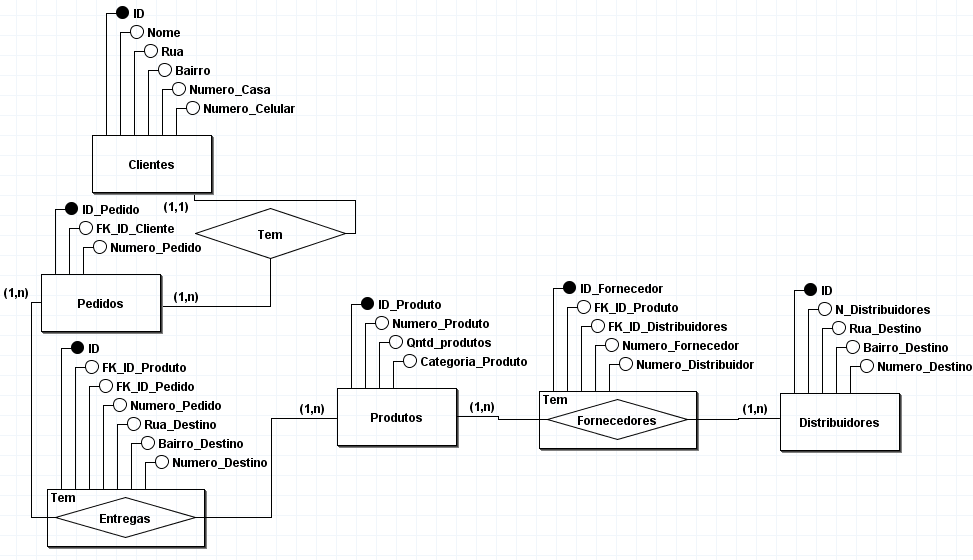 ID
Nome
Rua
Bairro
Numero_Casa
Numero_Celular
Clientes
(1,1)
Tem
ID_Pedido
FK_ID_Cliente
Numero_Pedido
(1,n)
Pedidos
(1,n)
ID
FK_ID_Produto
FK_ID_Pedido
Numero_Pedido
Rua_Destino
Bairro_Destino
Numero_Destino
Tem
Entregas
ID_Produto
Numero_Produto
Qntd_produtos
Categoria_Produto
(1,n)
Produtos
(1,n)
ID_Fornecedor
FK_ID_Produto
FK_ID_Distribuidores
Numero_Fornecedor
Numero_Distribuidor
Tem
Fornecedores
(1,n)
ID
N_Distribuidores
Rua_Destino
Bairro_Destino
Numero_Destino
Distribuidores